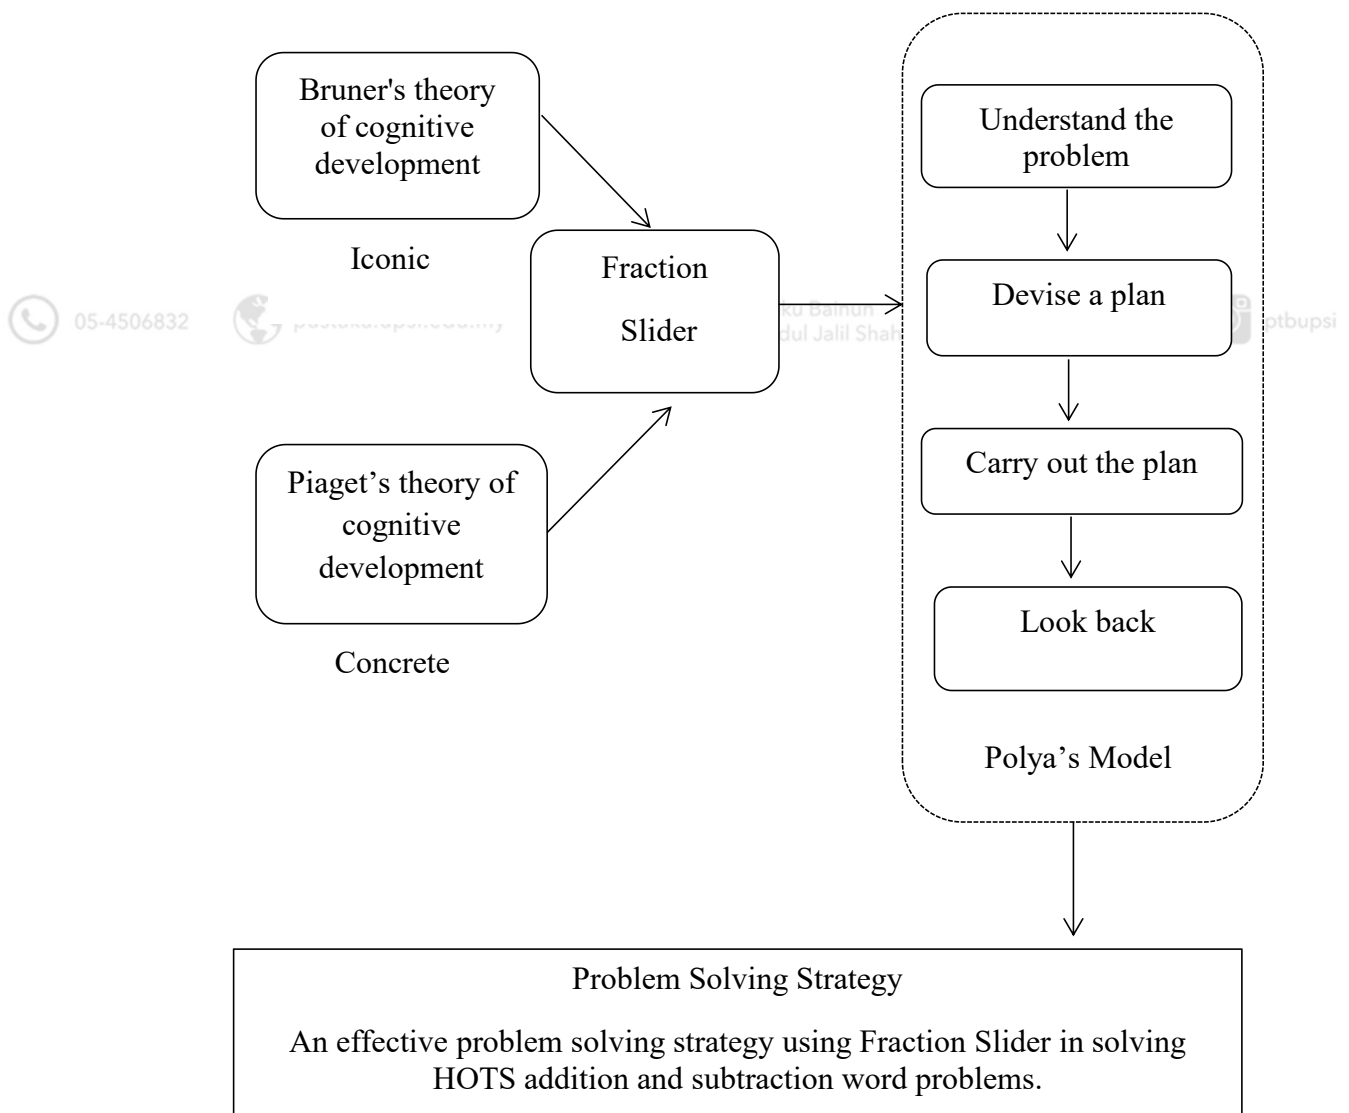 Bruner's theory
of cognitive
development
Iconic
Fraction
Slider
Piaget’s theory of
cognitive
development
Concrete
Understand the
problem
Devise a plan
Carry out the plan
Look back
Polya’s Model
Problem Solving Strategy
An effective problem solving strategy using Fraction Slider in solving
HOTS addition and subtraction word problems.
05-4506832
Jalil Shah
ptbupsi